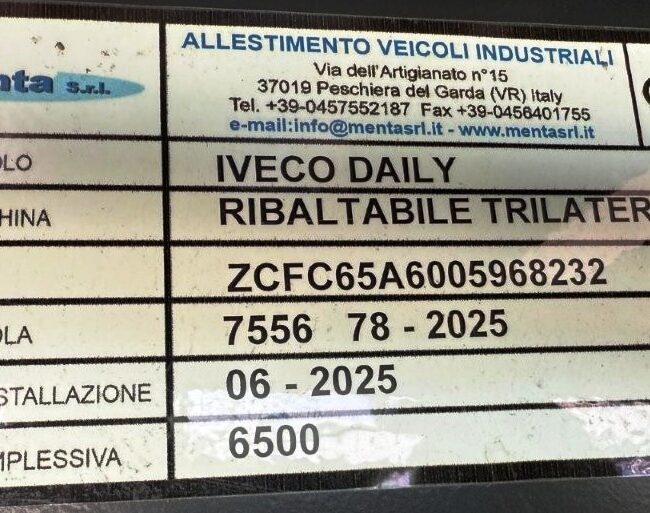 nta s.r.l.
ALLESTIMENTO VEICOLI INDUSTRIALI
Via dell'Artigianato n°15
37019 Peschiera del Garda (VR) Italy
Tel. +39-0457552187 Fax +39-0456401755
e-mail:info@mentasrl.it - www.mentasrl.it
OLO IVECO DAILY
HINA RIBALTABILE TRILATER
ZCFC65A6005968232
OLA 7556 78 - 2025
STALLAZIONE 06 - 2025
MPLESSIVA 6500